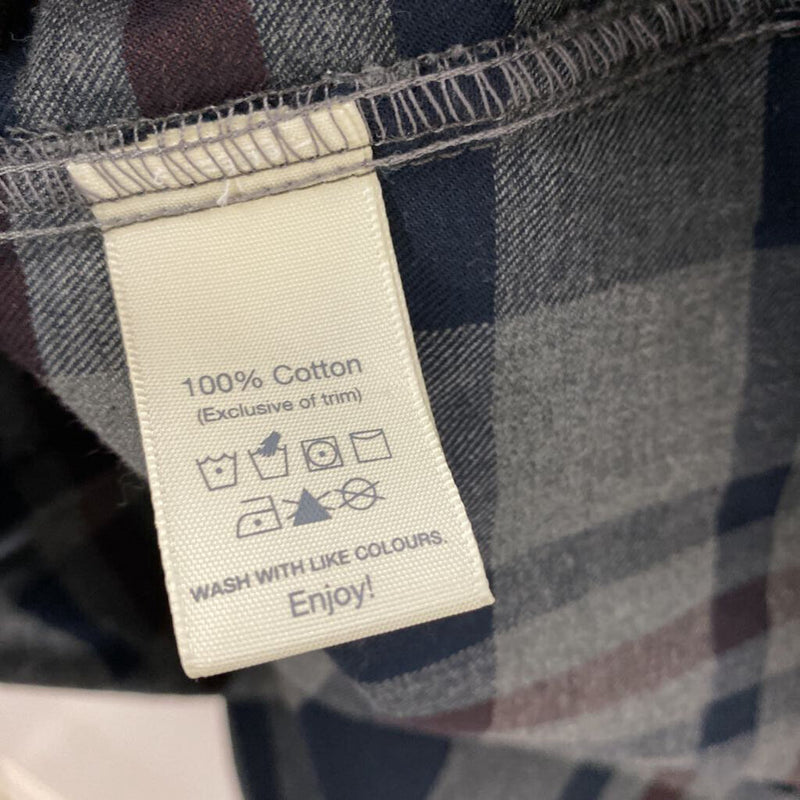 100% Cotton
(Exclusive of trim)
WASH WITH LIKE COLOURS.
Enjoy!